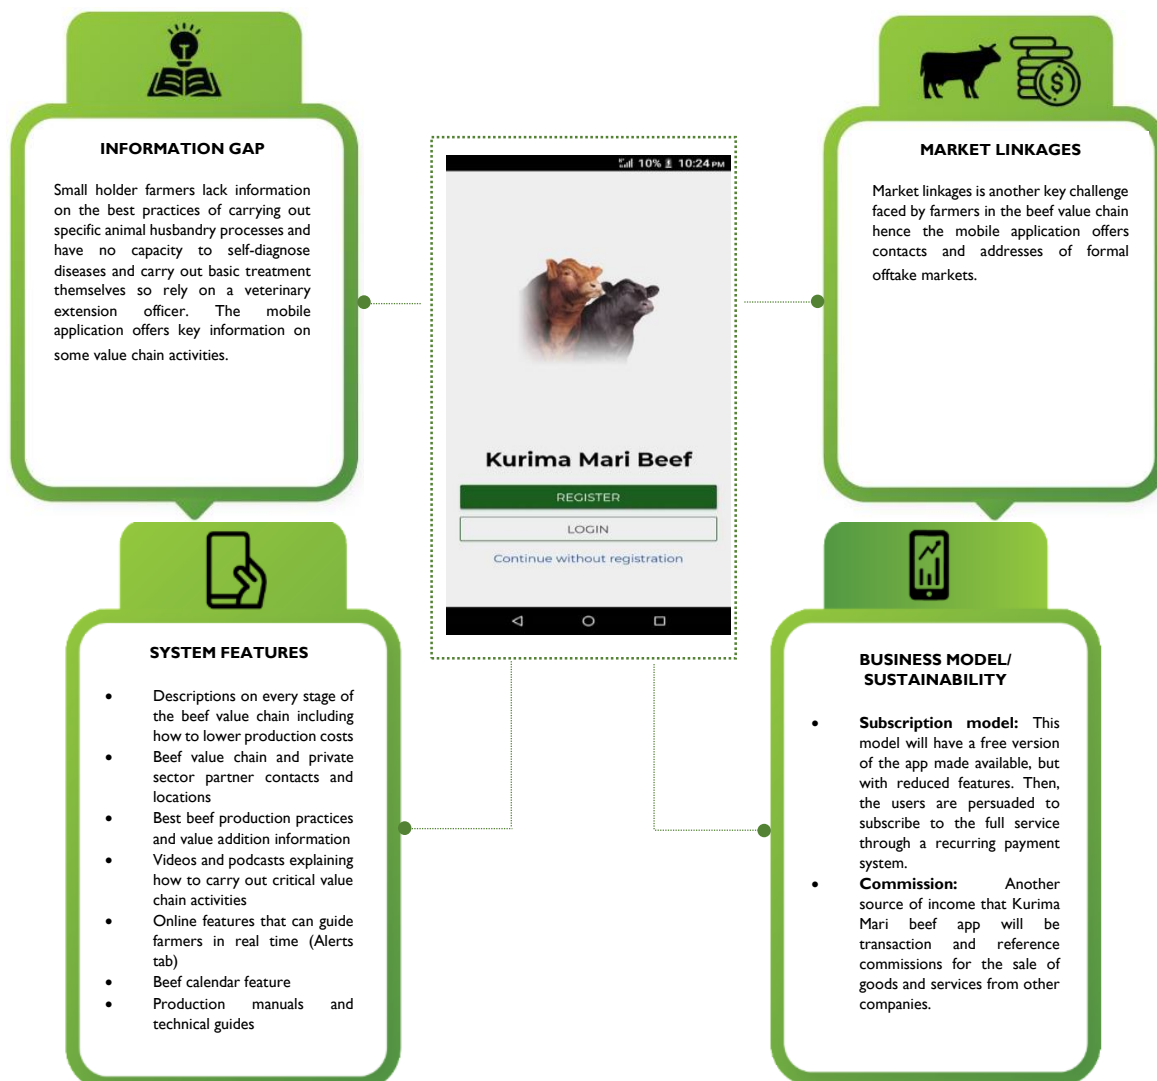 INFORMATION GAP
Small holder farmers lack information
on the best practices of carrying out
specific animal husbandry processes and
have no capacity to self-diagnose
diseases and carry out basic treatment
themselves so rely on a veterinary
extension officer. The mobile
application offers key information on
some value chain activities.
10% 10:24 PM
Kurima Mari Beef
REGISTER
LOGIN
Continue without registration
MARKET LINKAGES
Market linkages is another key challenge
faced by farmers in the beef value chain
hence the mobile application offers
contacts and addresses of formal
offtake markets.
SYSTEM FEATURES
• Descriptions on every stage of
the beef value chain including
how to lower production costs
• Beef value chain and private
sector partner contacts and
locations
• Best beef production practices
and value addition information
• Videos and podcasts explaining
how to carry out critical value
chain activities
• Online features that can guide
farmers in real time (Alerts
tab)
• Beef calendar feature
• Production manuals and
technical guides
BUSINESS MODEL/
SUSTAINABILITY
• Subscription model: This
model will have a free version
of the app made available, but
with reduced features. Then,
the users are persuaded to
subscribe to the full service
through a recurring payment
system.
• Commission: Another
source of income that Kurima
Mari beef app will be
transaction and reference
commissions for the sale of
goods and services from other
companies.